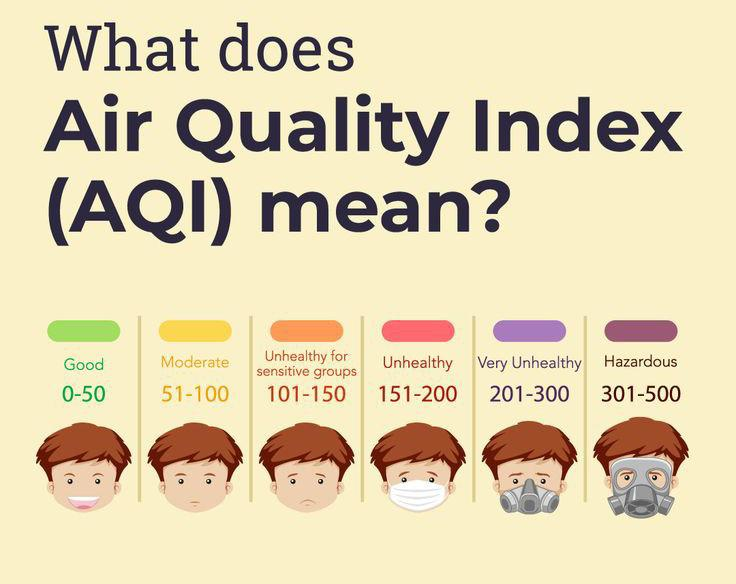 What does
Air Quality Index
(AQI) mean?
Good
0-50
Moderate
51-100
Unhealthy for
sensitive groups
101-150
Unhealthy
151-200
Very Unhealthy
201-300
Hazardous
301-500